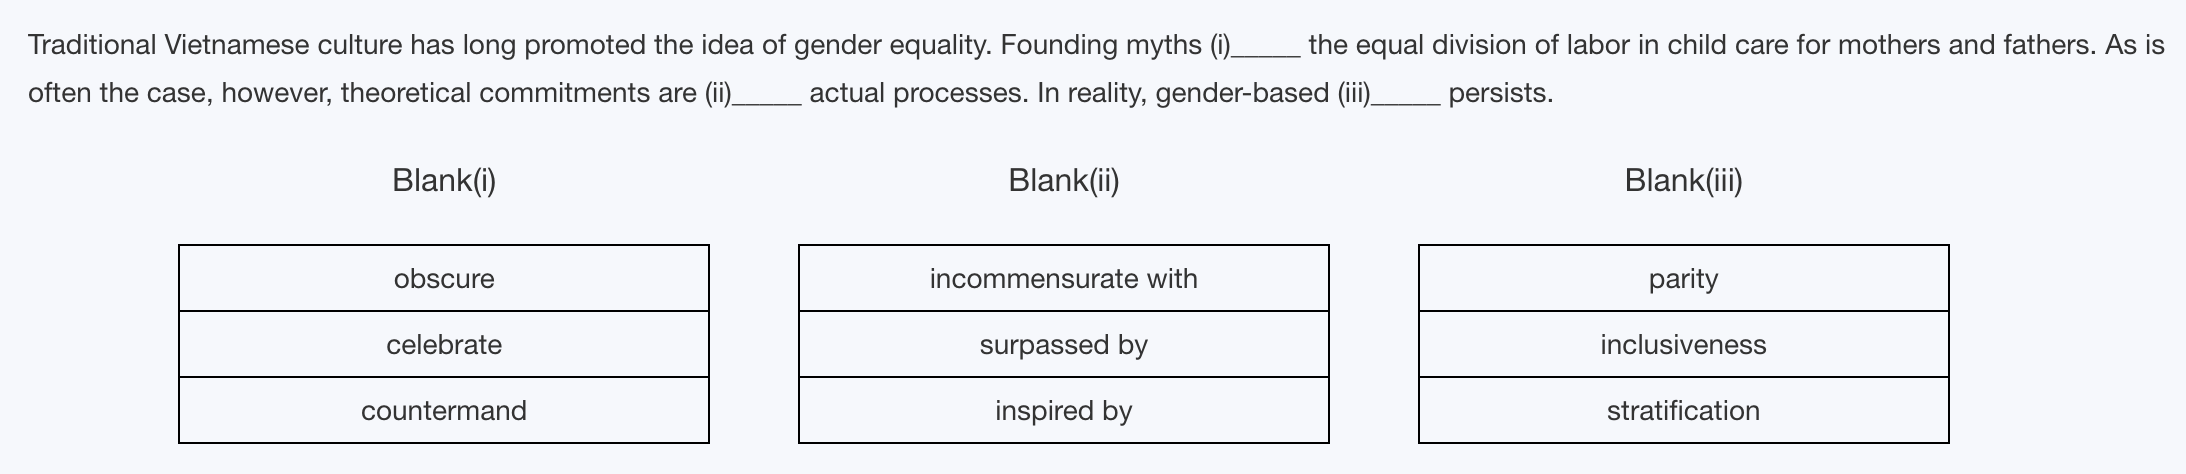 Traditional Vietnamese culture has long promoted the idea of gender equality. Founding myths (i)_____ the equal division of labor in child care for mothers and fathers. As is
often the case, however, theoretical commitments are (ii)_____ actual processes. In reality, gender-based (iii)_____ persists.
Blank(i) Blank(ii) Blank(iii)
obscure incommensurate with parity
celebrate surpassed by inclusiveness
countermand inspired by stratification